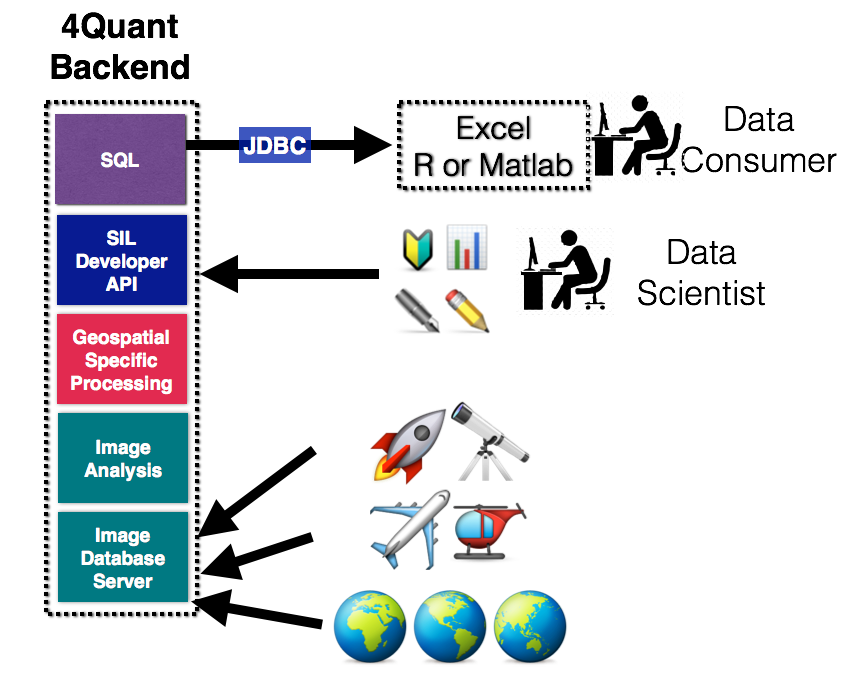 4Quant
Backend
SQL
JDBC
Excel
R or Matlab
Data
Consumer
SIL
Developer
API
Data
Scientist
Geospatial
Specific
Processing
Image
Analysis
Image
Database
Server